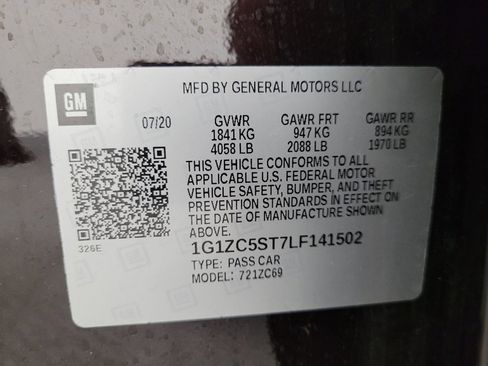 MFD BY GENERAL MOTORS LLC
GM
07/20 GVWR GAWR FRT GAWR RR
1841 KG 947 KG 894 KG
4058 LB 2088 LB 1970 LB
THIS VEHICLE CONFORMS TO ALL
APPLICABLE U.S. FEDERAL MOTOR
VEHICLE SAFETY, BUMPER, AND THEFT
PREVENTION STANDARDS IN EFFECT ON
THE DATE OF MANUFACTURE SHOWN
ABOVE.
326E
1G1ZC5ST7LF141502
TYPE: PASS CAR
MODEL: 721ZC69